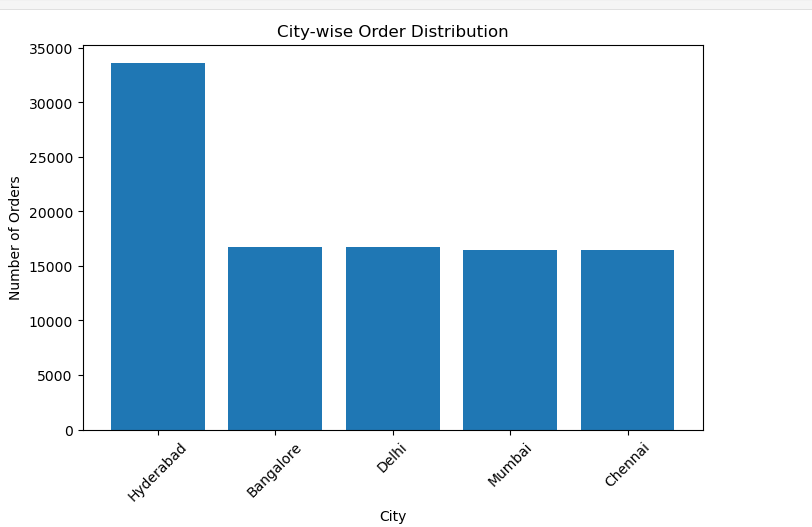 City-wise Order Distribution
35000
30000
25000
20000
15000
10000
5000
0
Number of Orders
Hyderabad
Bangalore
Delhi
Mumbai
Chennai
City